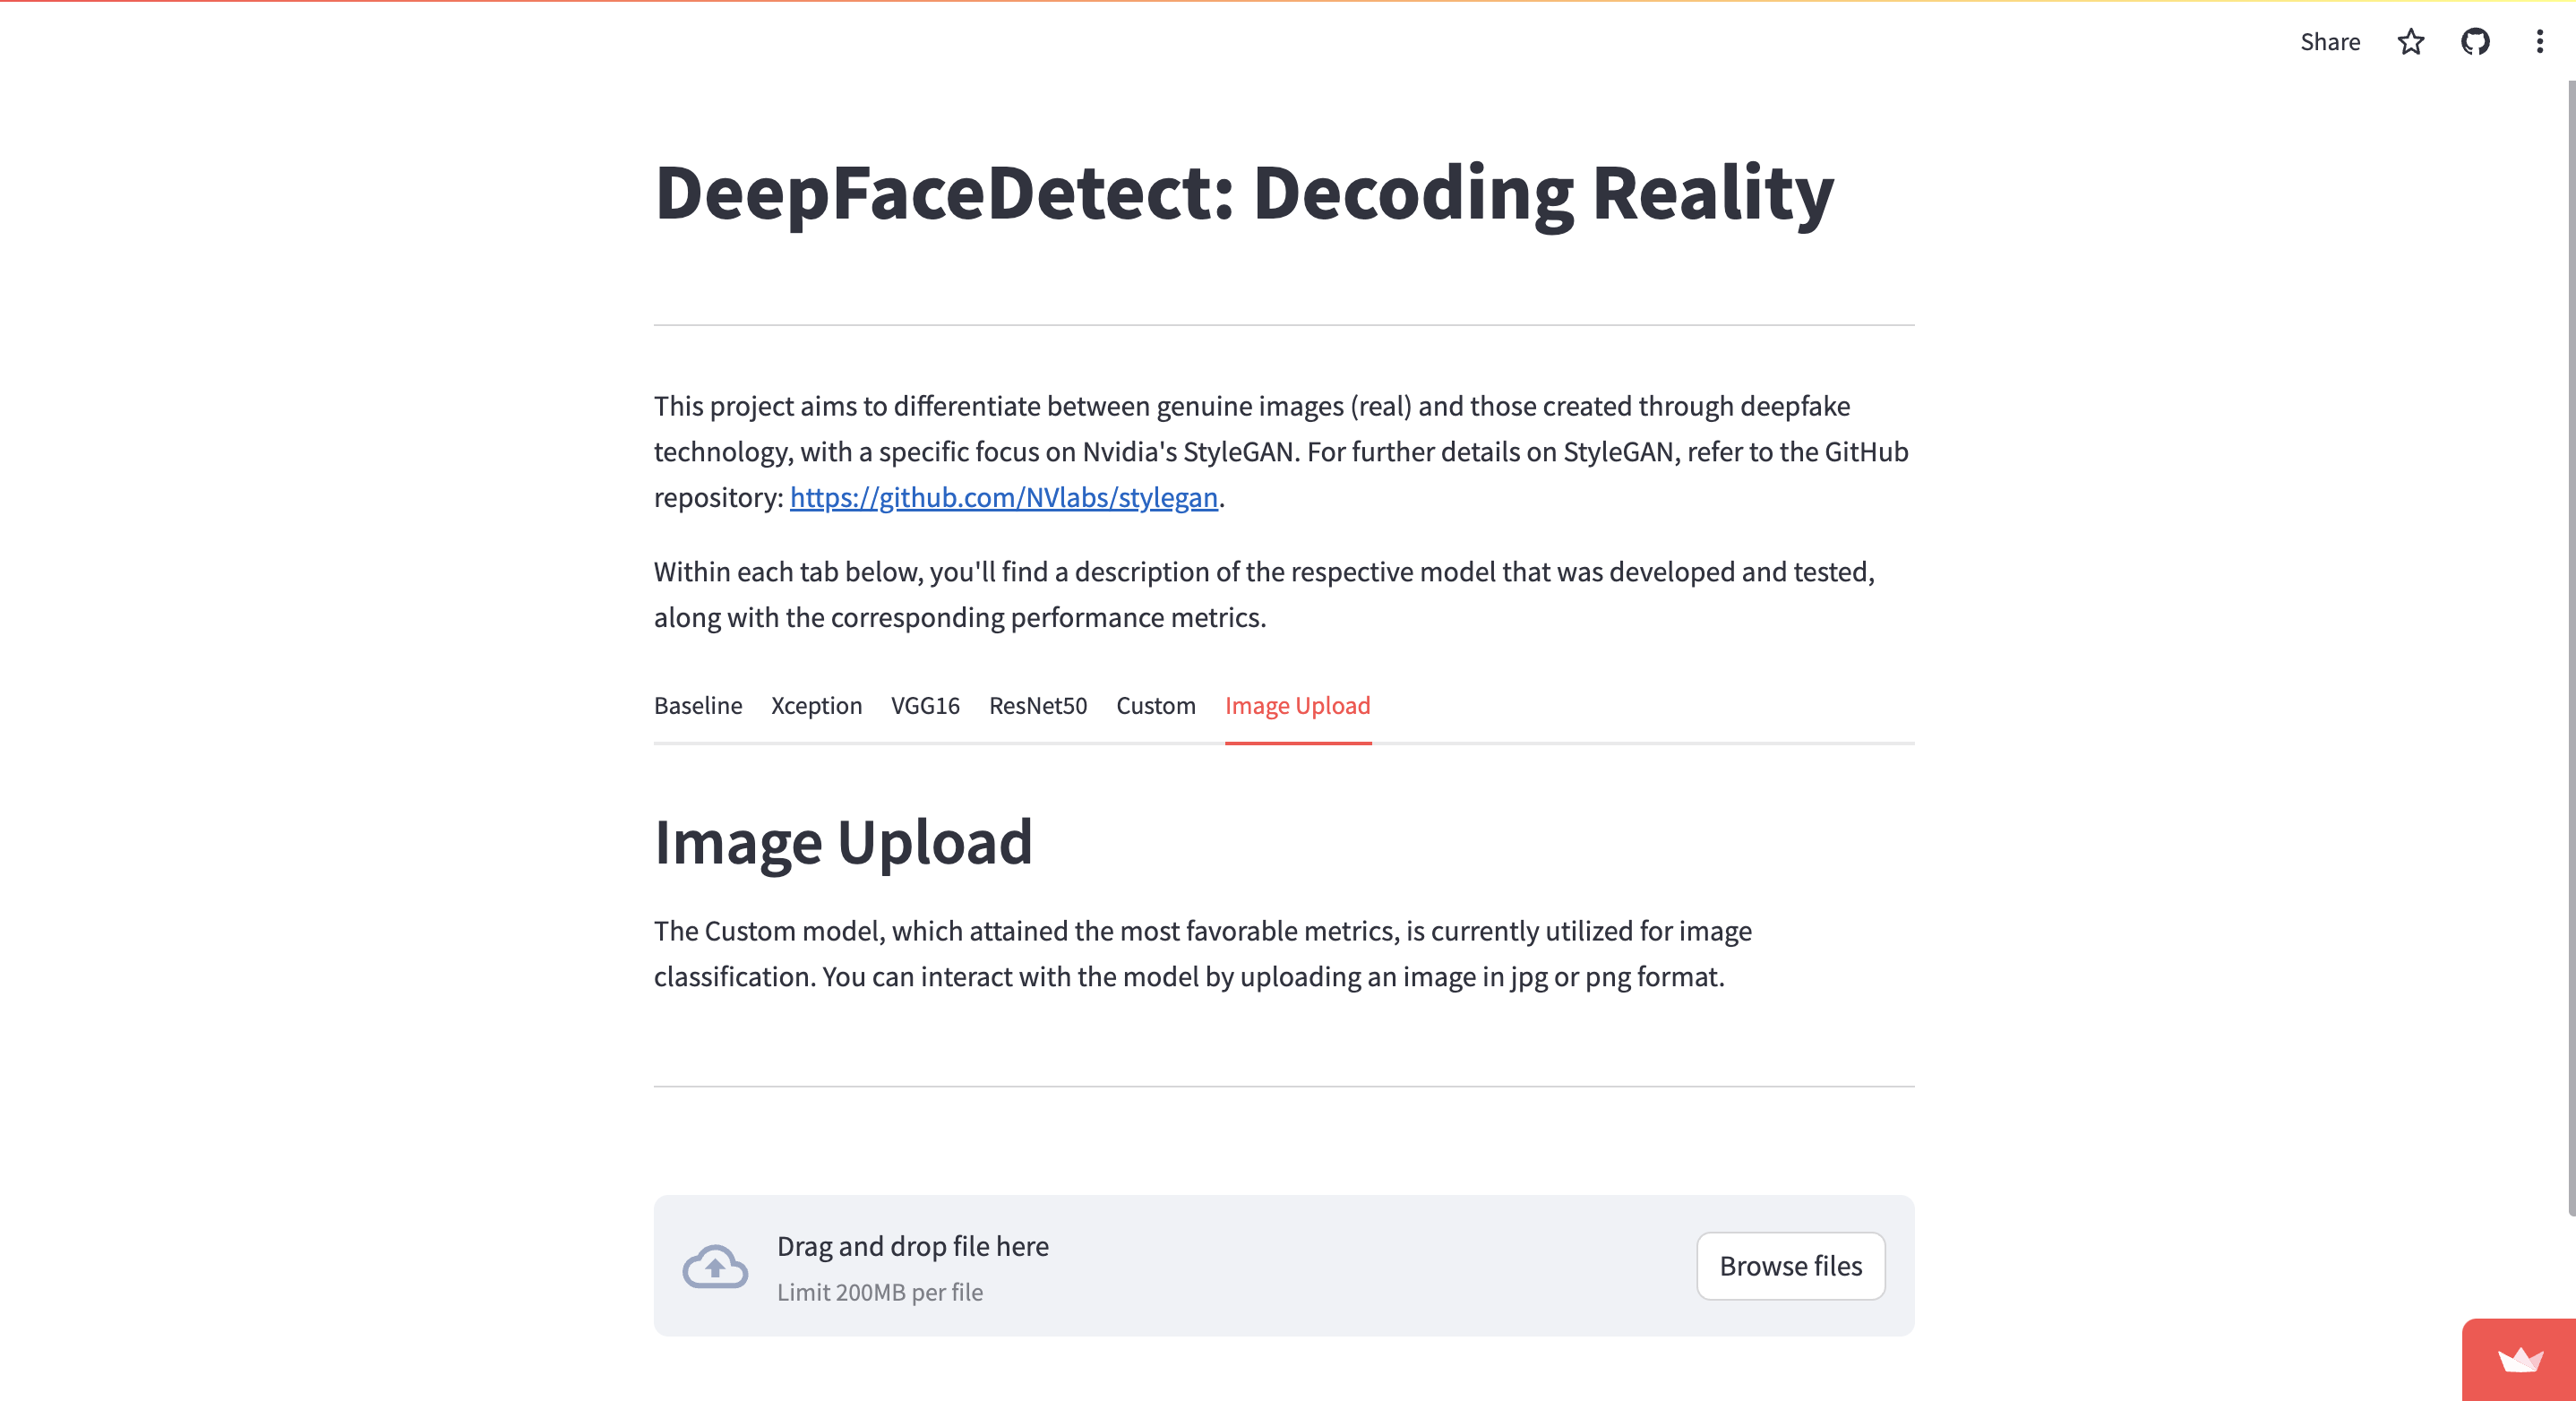 Share
DeepFaceDetect: Decoding Reality
This project aims to differentiate between genuine images (real) and those created through deepfake
technology, with a specific focus on Nvidia's StyleGAN. For further details on StyleGAN, refer to the GitHub
repository: https://github.com/NVlabs/stylegan.
Within each tab below, you'll find a description of the respective model that was developed and tested,
along with the corresponding performance metrics.
Baseline Xception VGG16 ResNet50 Custom Image Upload
Image Upload
The Custom model, which attained the most favorable metrics, is currently utilized for image
classification. You can interact with the model by uploading an image in jpg or png format.
Drag and drop file here
Limit 200MB per file
Browse files